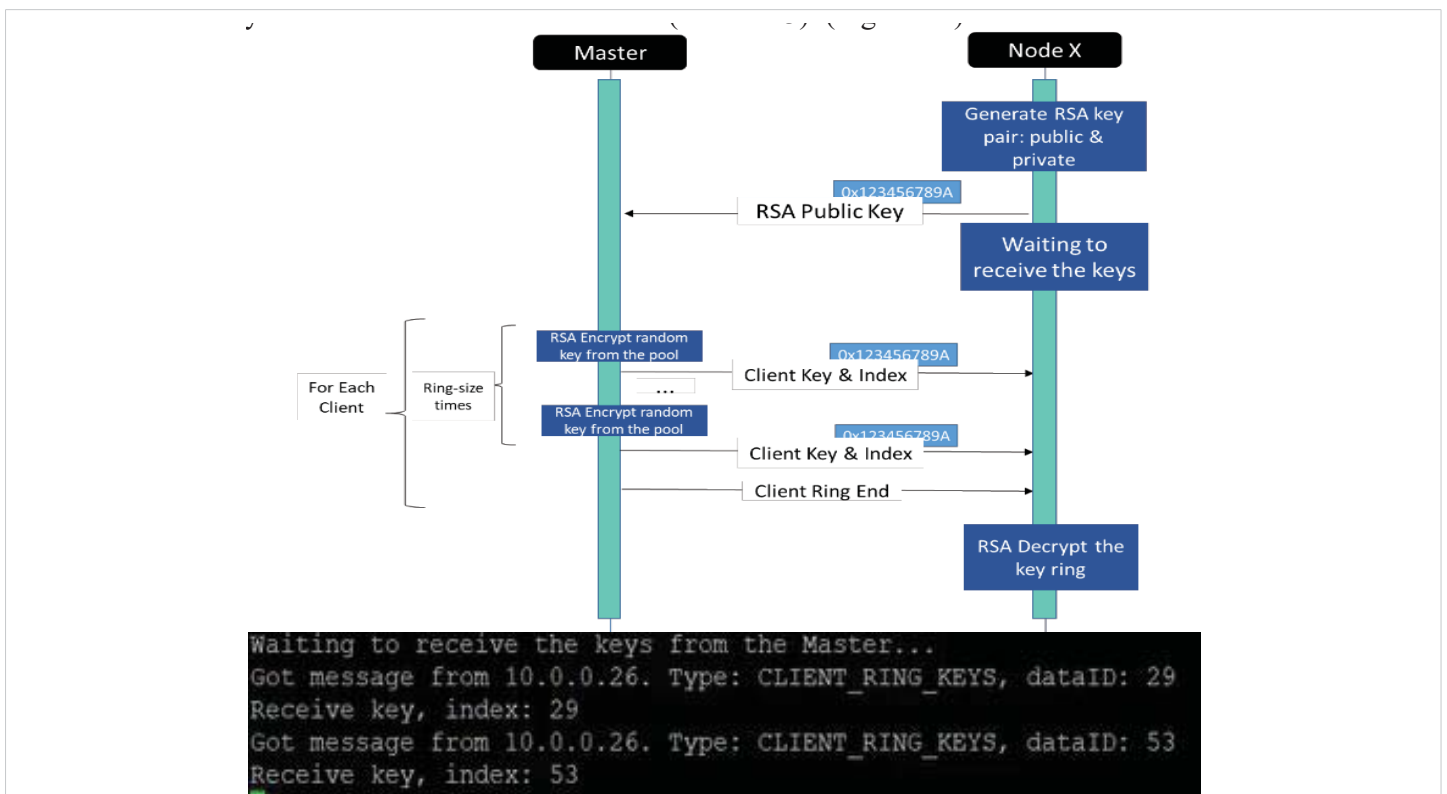 Master
Node X
Generate RSA key
pair: public &
private
0x123456789A
RSA Public Key
Waiting to
receive the keys
RSA Encrypt random
key from the pool
0x123456789A
Client Key & Index
For Each
Client
Ring-size
times
...
RSA Encrypt random
key from the pool
0x123456789A
Client Key & Index
Client Ring End
RSA Decrypt the
key ring
Waiting to receive the keys from the Master...
Got message from 10.0.0.26. Type: CLIENT_RING_KEYS, dataID: 29
Receive key, index: 29
Got message from 10.0.0.26. Type: CLIENT_RING_KEYS, dataID: 53
Receive key, index: 53